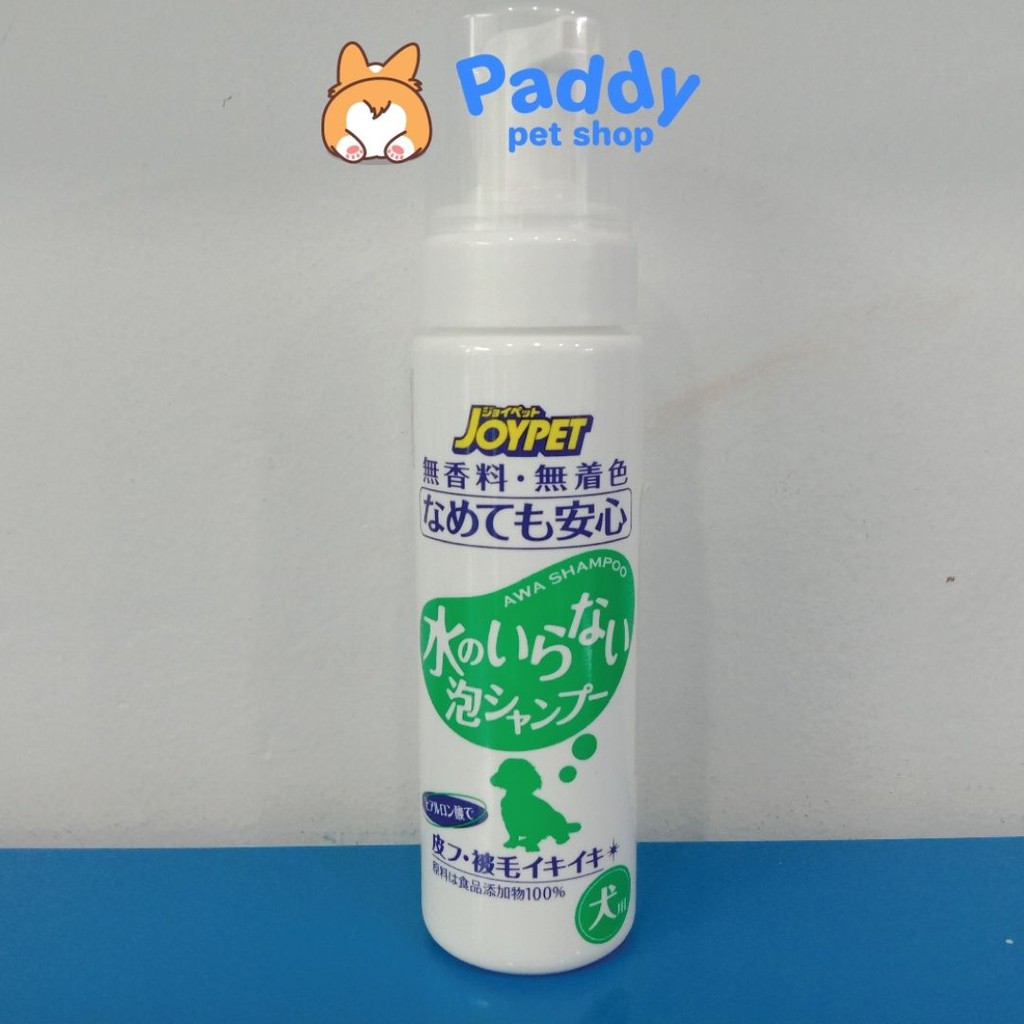 Paddy
pet shop
ジョイペット
JOYPET
無香料・無着色
なめても安心
AWA SHAMPOO
水のいらない
泡シャンプー
ヒアルロン酸で
皮フ・被毛イキイキ
原料は食品添加物100%
犬用